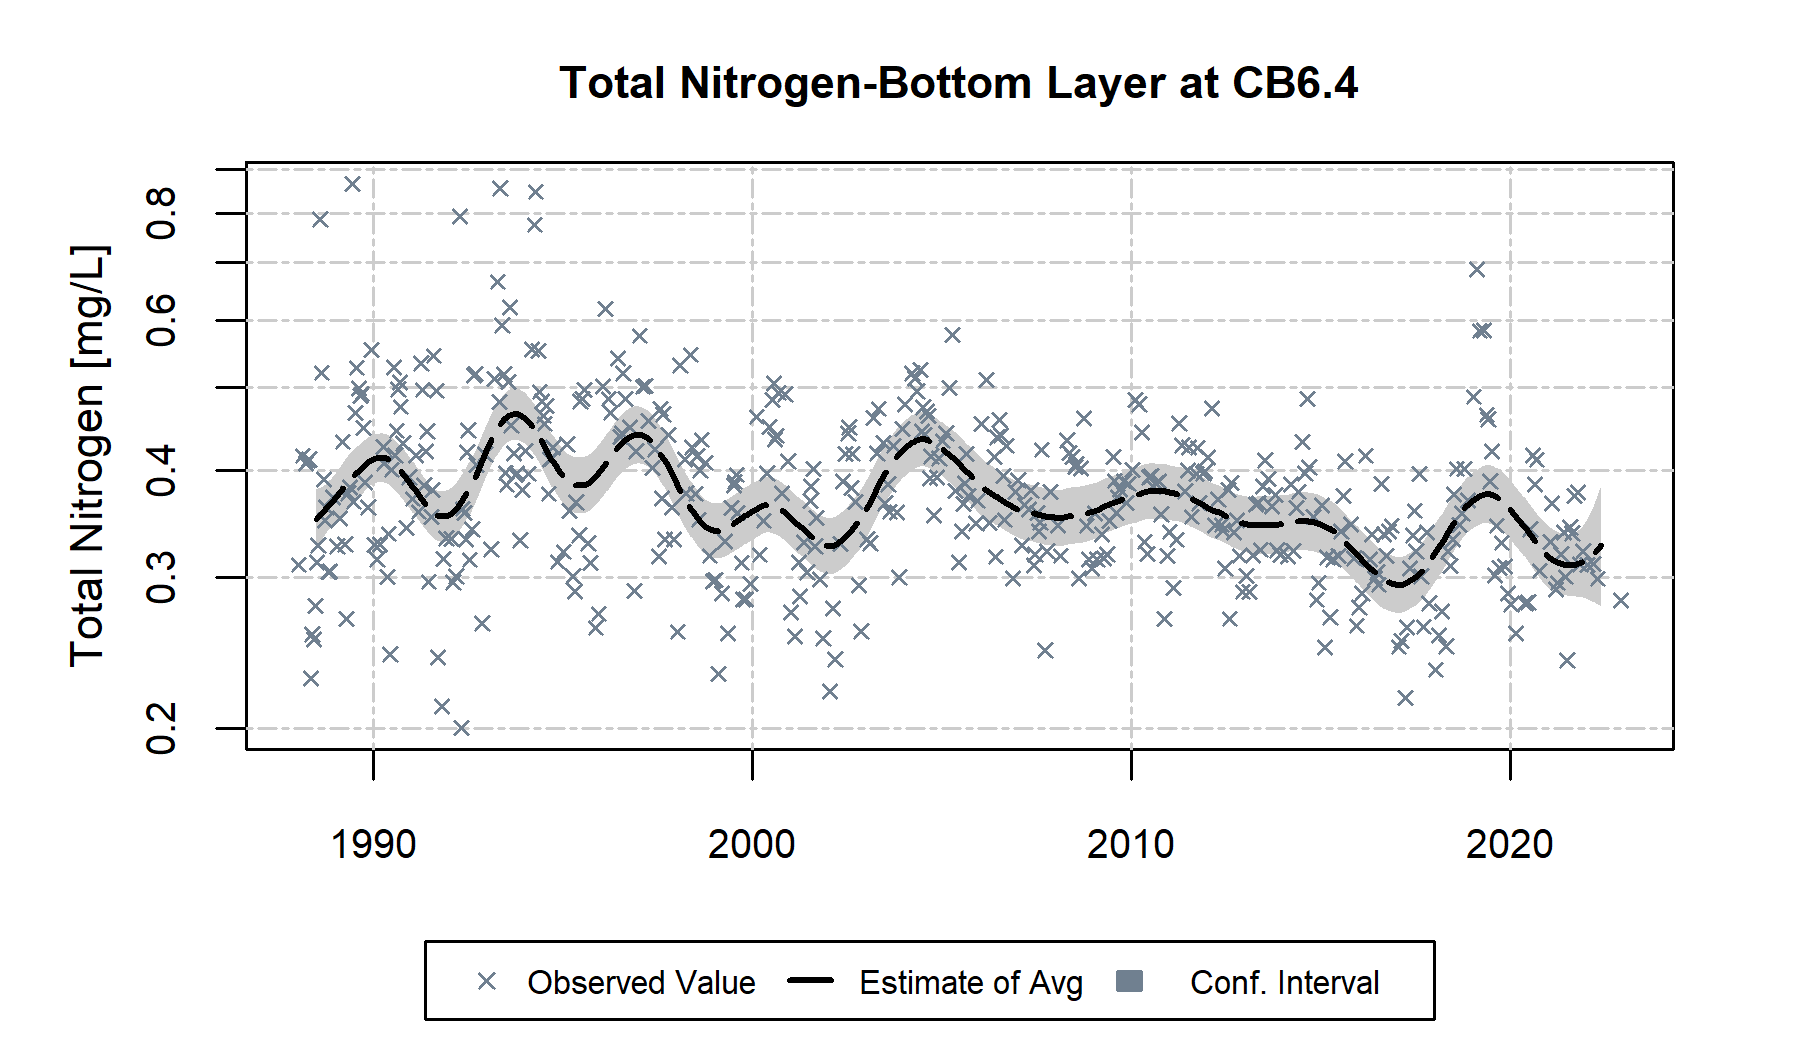 Total Nitrogen-Bottom Layer at CB6.4
Total Nitrogen [mg/L]
0.8
0.6
0.4
0.3
0.2
1990 2000 2010 2020
Observed Value Estimate of Avg Conf. Interval